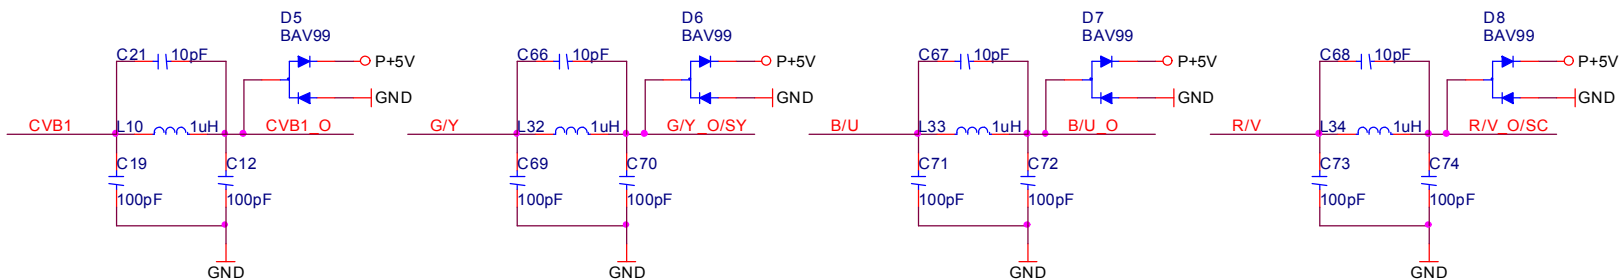 D5
BAV99
C21 10pF
P+5V
GND
CVB1 L10 1uH CVB1_O
C19 C12
100pF 100pF
GND
D6
BAV99
C66 10pF
P+5V
GND
G/Y L32 1uH G/Y_O/SY
C69 C70
100pF 100pF
GND
D7
BAV99
C67 10pF
P+5V
GND
B/U L33 1uH B/U_O
C71 C72
100pF 100pF
GND
D8
BAV99
C68 10pF
P+5V
GND
R/V L34 1uH R/V_O/SC
C73 C74
100pF 100pF
GND